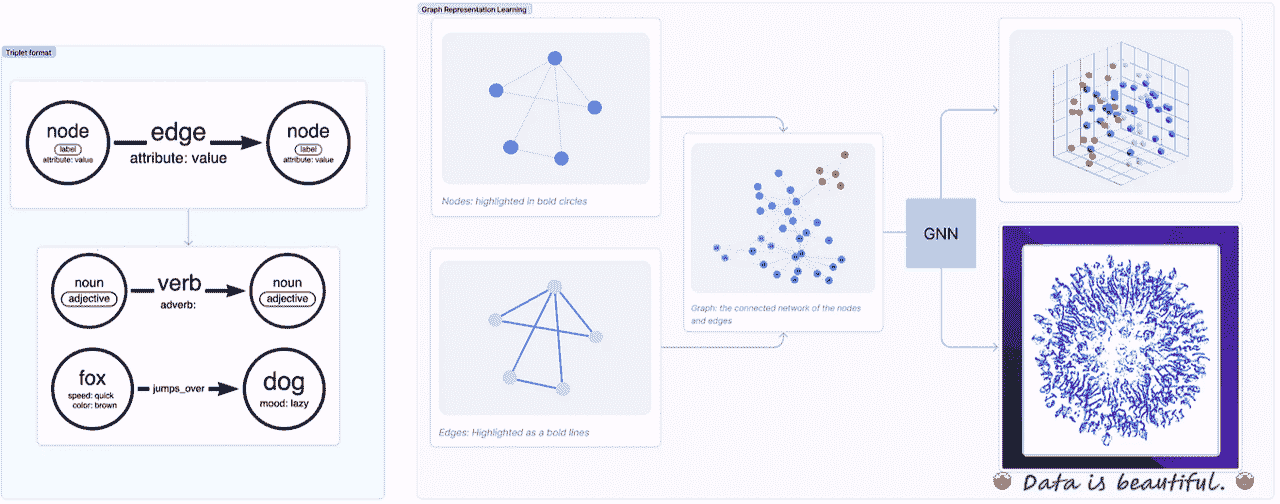 Triplet format
node
label
attribute: value
edge
attribute: value
node
label
attribute: value
noun
adjective
verb
adverb:
noun
adjective
fox
speed: quick
color: brown
jumps_over
dog
mood: lazy
Graph Representation Learning
Nodes: highlighted in bold circles
Edges: Highlighted as a bold lines
Graph: the connected network of the nodes
and edges
GNN
Data is beautiful.